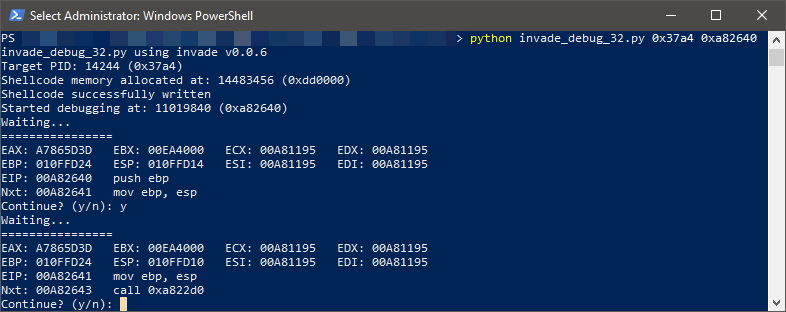 Select Administrator: Windows PowerShell
PS > python invade_debug_32.py 0x37a4 0xa82640
invade_debug_32.py using invade v0.0.6
Target PID: 14244 (0x37a4)
Shellcode memory allocated at: 14483456 (0xdd0000)
Shellcode successfully written
Started debugging at: 11019840 (0xa82640)
Waiting...
================
EAX: A7865D3D   EBX: 00EA4000   ECX: 00A81195   EDX: 00A81195
EBP: 010FFD24   ESP: 010FFD14   ESI: 00A81195   EDI: 00A81195
EIP: 00A82640   push ebp
Nxt: 00A82641   mov ebp, esp
Continue? (y/n): y
Waiting...
================
EAX: A7865D3D   EBX: 00EA4000   ECX: 00A81195   EDX: 00A81195
EBP: 010FFD24   ESP: 010FFD10   ESI: 00A81195   EDI: 00A81195
EIP: 00A82641   mov ebp, esp
Nxt: 00A82643   call 0xa822d0
Continue? (y/n):